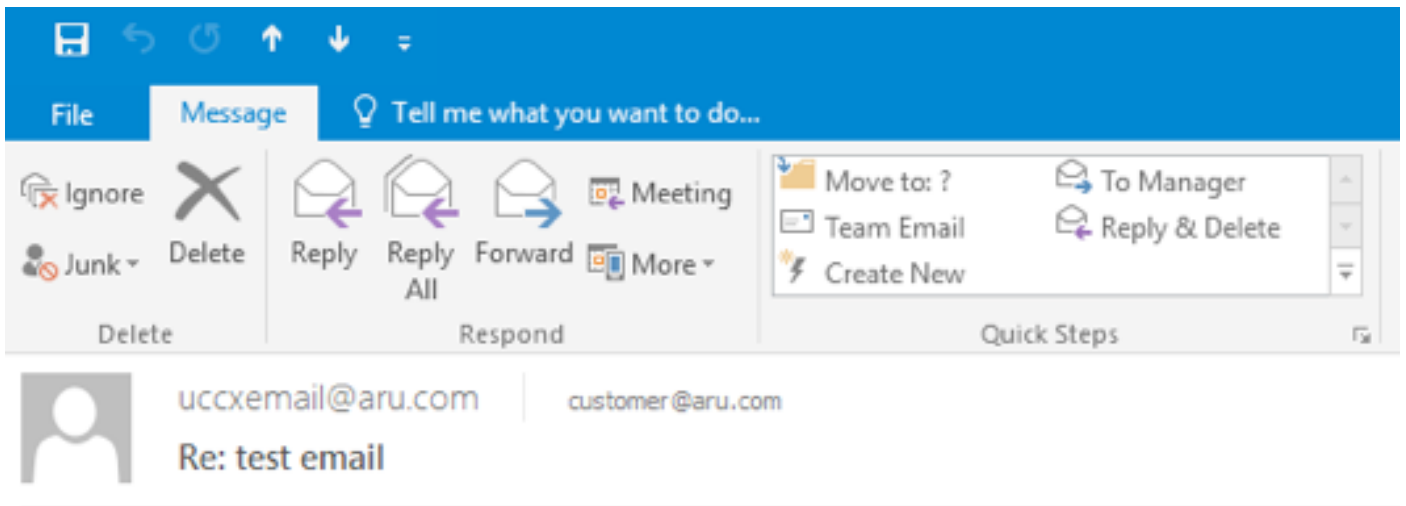 File Message Tell me what you want to do...
Ignore
Junk
Delete
Reply
Reply All
Forward
Meeting
More
Move to: ?
Team Email
Create New
To Manager
Reply & Delete
Delete Respond Quick Steps
uccxemail@aru.com customer@aru.com
Re: test email